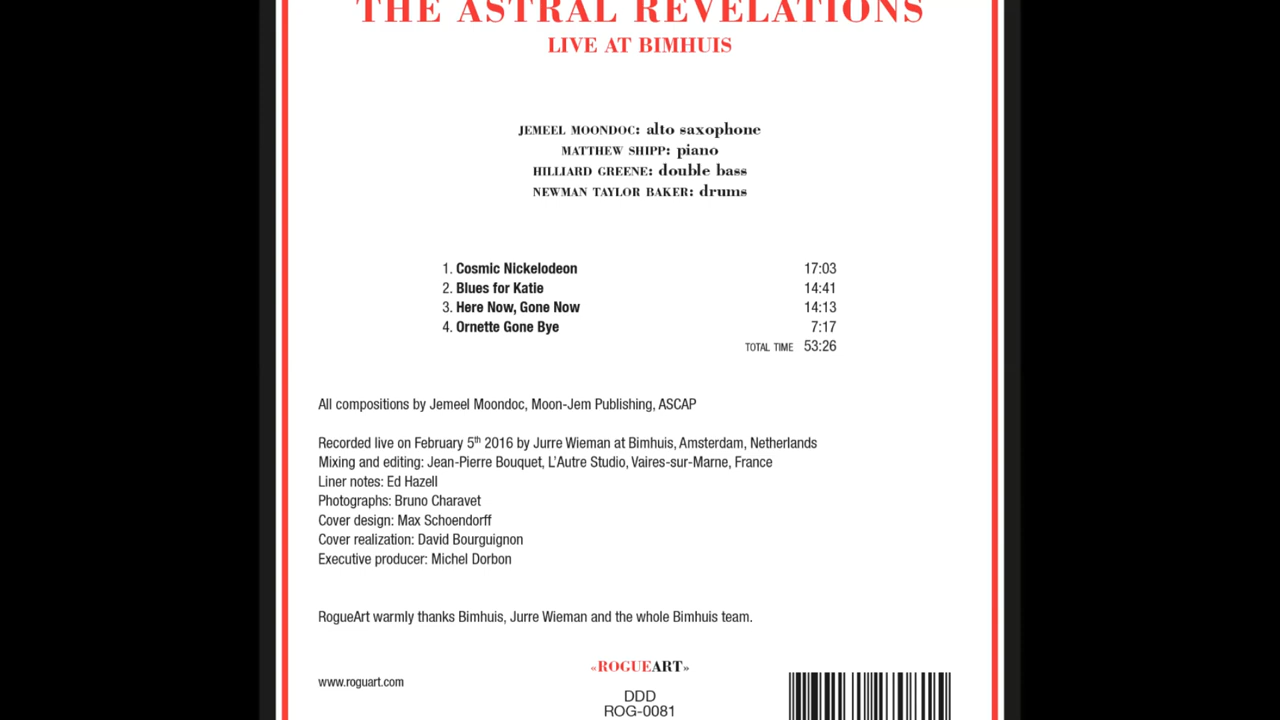 THE ASTRAL REVELATIONS
LIVE AT BIMHUIS
JEMEEL MOONDOC: alto saxophone
MATTHEW SHIPP: piano
HILLIARD GREENE: double bass
NEWMAN TAYLOR BAKER: drums
1. Cosmic Nickelodeon 17:03
2. Blues for Katie 14:41
3. Here Now, Gone Now 14:13
4. Ornette Gone Bye 7:17
TOTAL TIME 53:26
All compositions by Jemeel Moondoc, Moon-Jem Publishing, ASCAP
Recorded live on February 5th 2016 by Jurre Wieman at Bimhuis, Amsterdam, Netherlands
Mixing and editing: Jean-Pierre Bouquet, L'Autre Studio, Vaires-sur-Marne, France
Liner notes: Ed Hazell
Photographs: Bruno Charavet
Cover design: Max Schoendorff
Cover realization: David Bourguignon
Executive producer: Michel Dorbon
RogueArt warmly thanks Bimhuis, Jurre Wieman and the whole Bimhuis team.
«ROGUEART»
www.roguart.com
DDD
ROG-0081